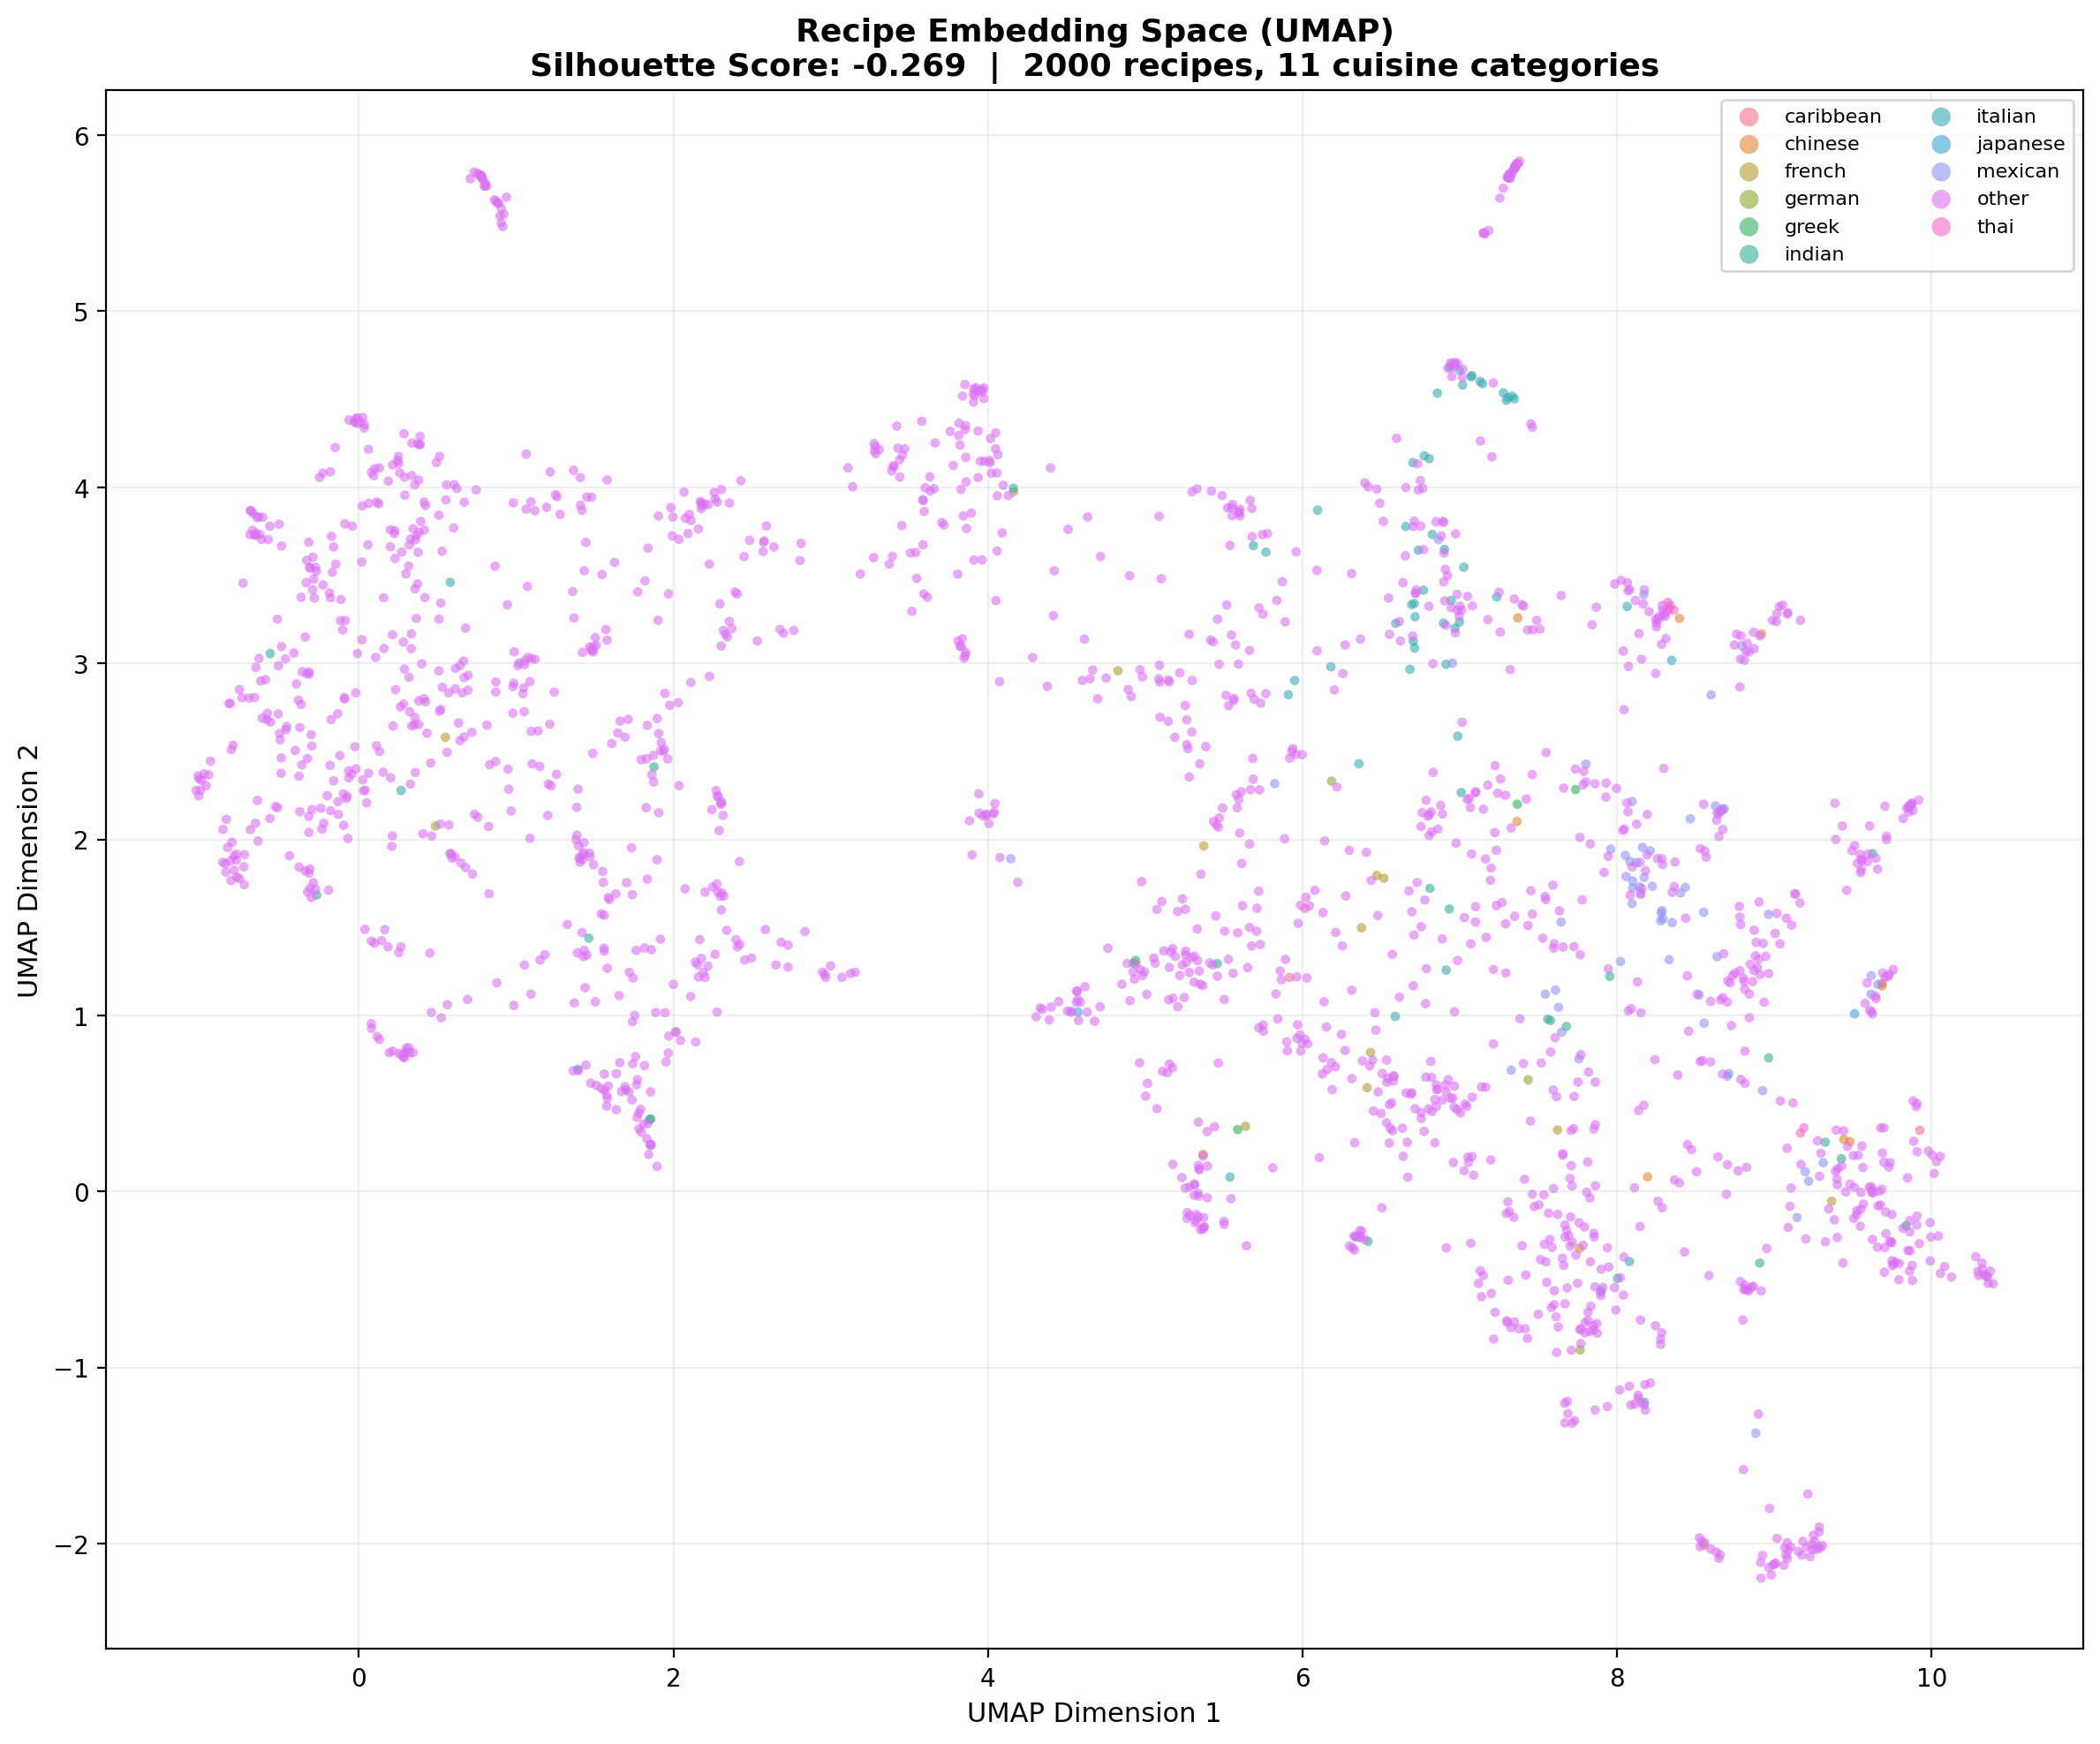 Recipe Embedding Space (UMAP)
Silhouette Score: -0.269 | 2000 recipes, 11 cuisine categories
caribbean
chinese
french
german
greek
indian
italian
japanese
mexican
other
thai
UMAP Dimension 2
6
5
4
3
2
1
0
−1
−2
0 2 4 6 8 10
UMAP Dimension 1